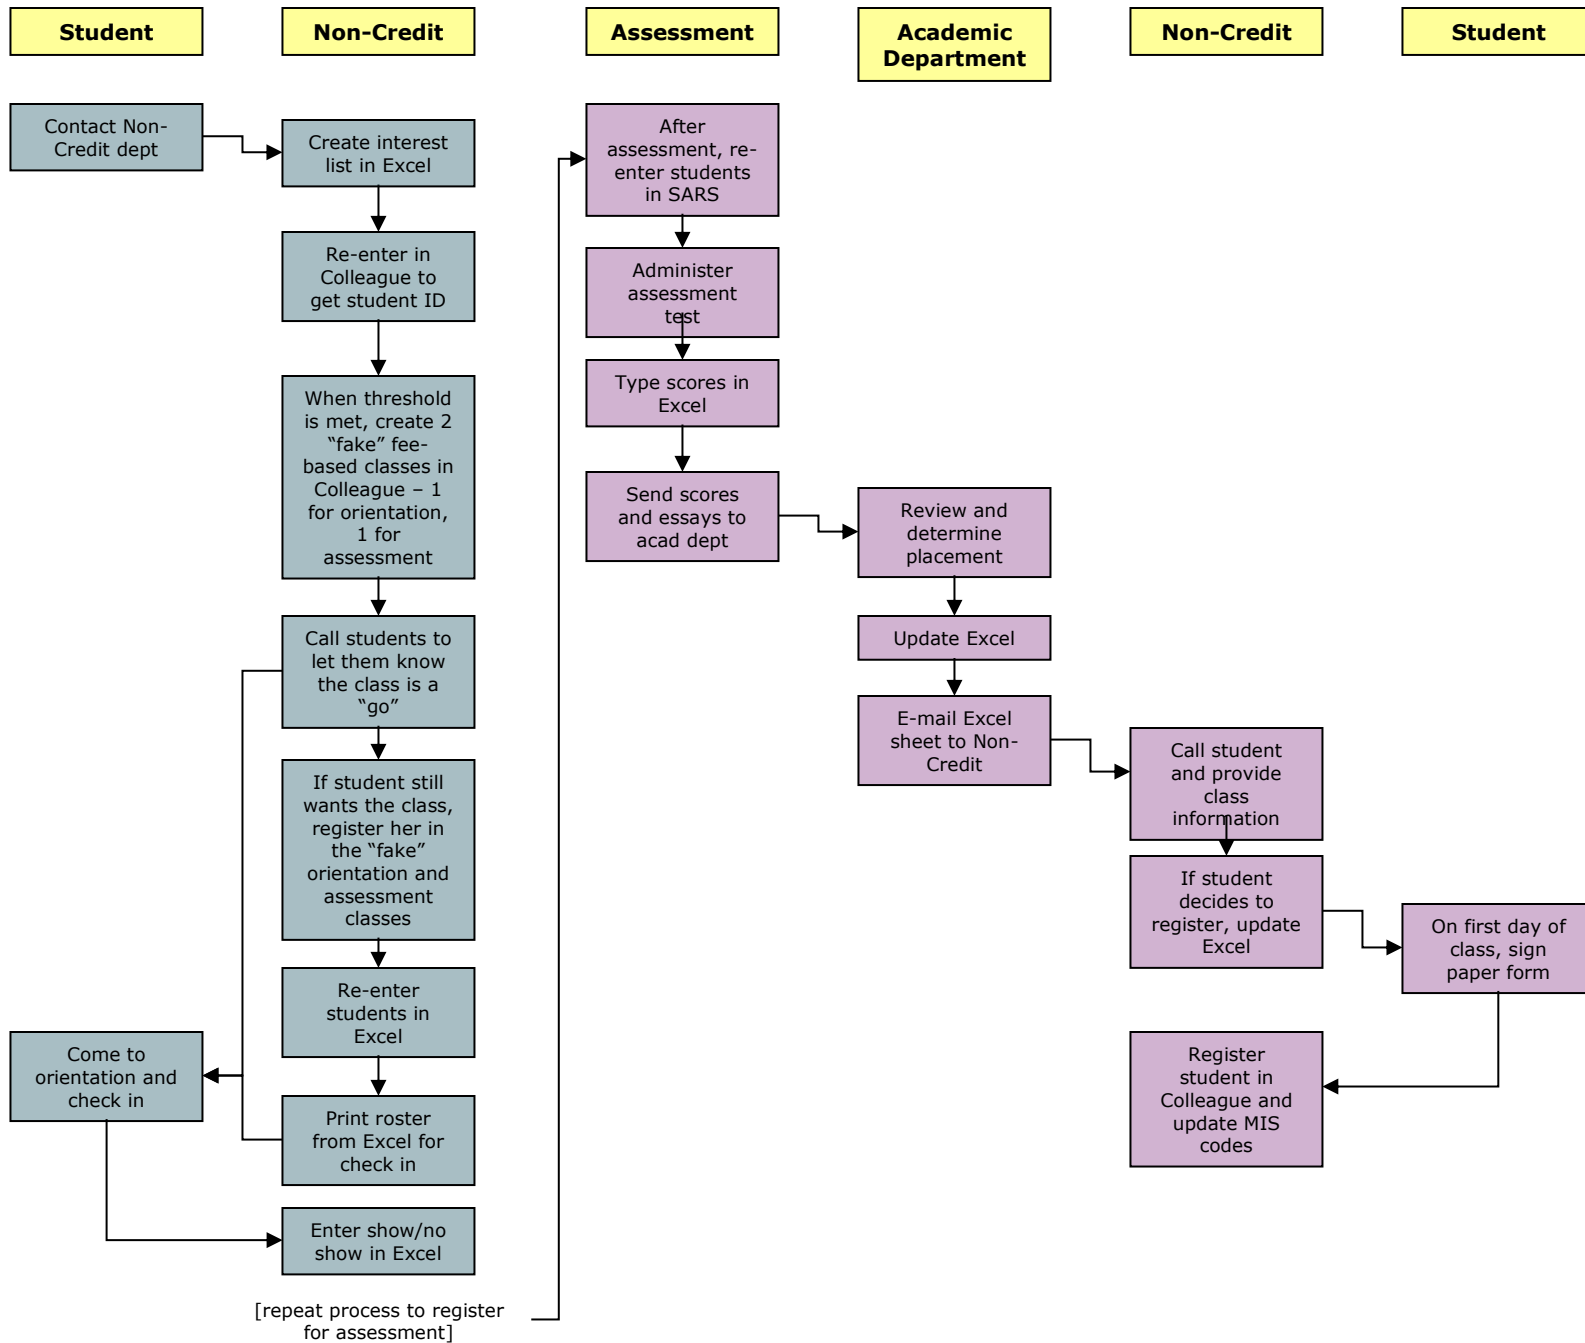 Student
Non-Credit
Assessment
Academic
Department
Non-Credit
Student
Contact Non-
Credit dept
Create interest
list in Excel
Re-enter in
Colleague to
get student ID
When threshold
is met, create 2
“fake” fee-
based classes in
Colleague – 1
for orientation,
1 for
assessment
Call students to
let them know
the class is a
“go”
If student still
wants the class,
register her in
the “fake”
orientation and
assessment
classes
Re-enter
students in
Excel
Print roster
from Excel for
check in
Come to
orientation and
check in
Enter show/no
show in Excel
[repeat process to register
for assessment]
After
assessment, re-
enter students
in SARS
Administer
assessment
test
Type scores in
Excel
Send scores
and essays to
acad dept
Review and
determine
placement
Update Excel
E-mail Excel
sheet to Non-
Credit
Call student
and provide
class
information
If student
decides to
register, update
Excel
On first day of
class, sign
paper form
Register
student in
Colleague and
update MIS
codes